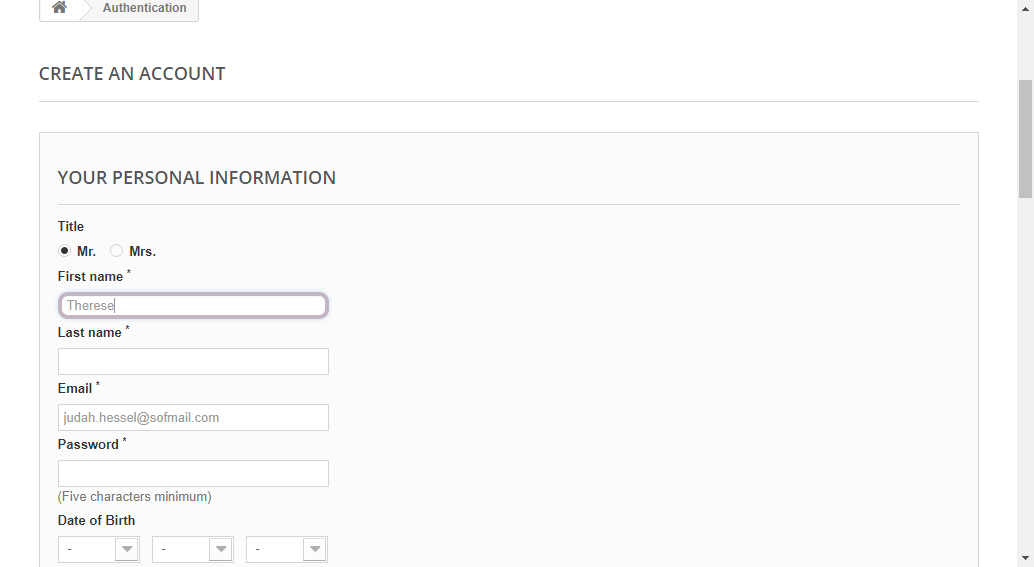 Authentication
CREATE AN ACCOUNT
YOUR PERSONAL INFORMATION
Title
Mr. Mrs.
First name *
Therese
Last name *
Email *
judah.hessel@sofmail.com
Password *
(Five characters minimum)
Date of Birth
- - -